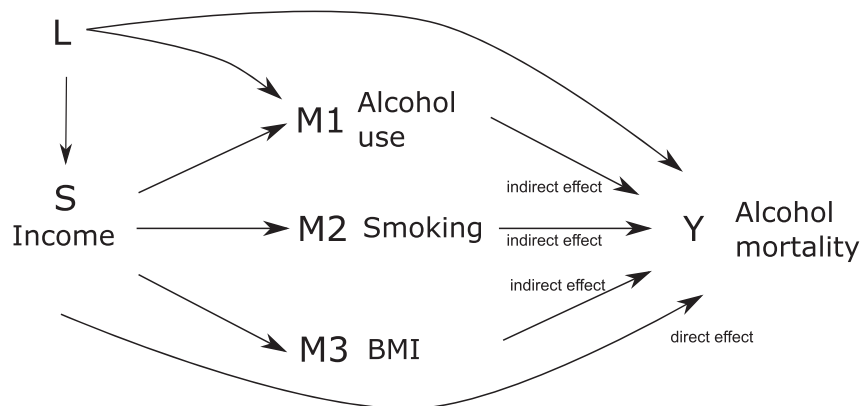 L
M1 Alcohol
use
indirect effect
S
Income
M2 Smoking
indirect effect
Y Alcohol
mortality
indirect effect
M3 BMI
direct effect